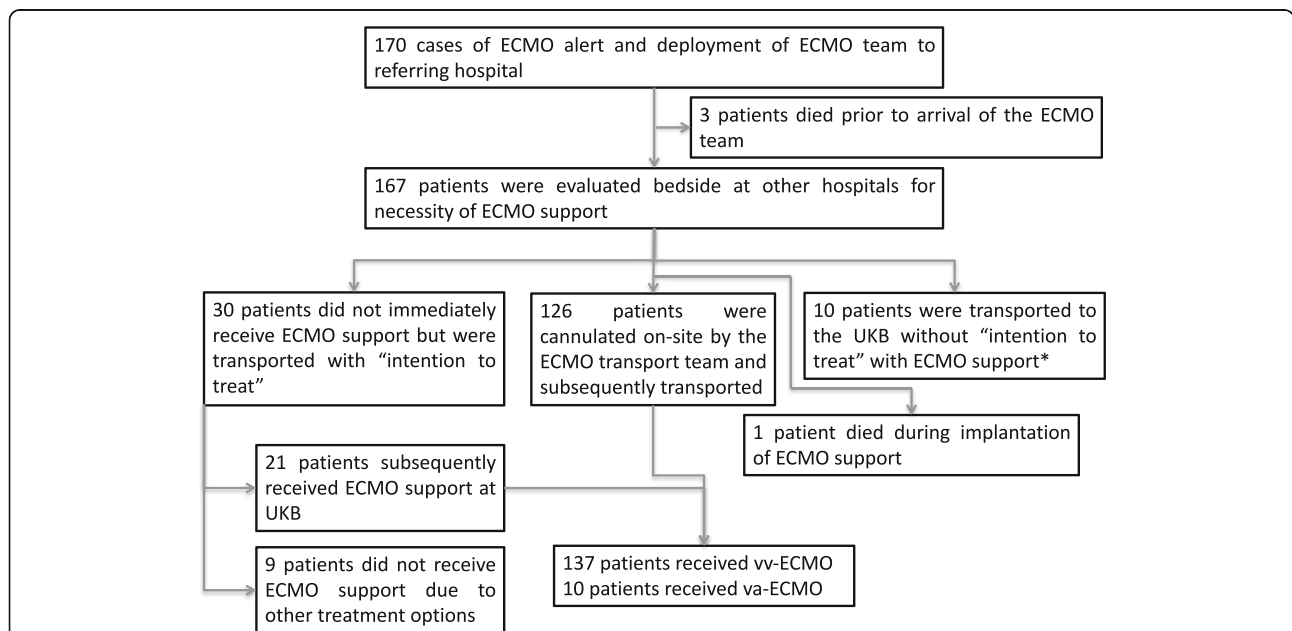 170 cases of ECMO alert and deployment of ECMO team to
referring hospital
3 patients died prior to arrival of the ECMO
team
167 patients were evaluated bedside at other hospitals for
necessity of ECMO support
30 patients did not immediately
receive ECMO support but were
transported with “intention to
treat”
126 patients were
cannulated on-site by the
ECMO transport team and
subsequently transported
10 patients were transported to
the UKB without “intention to
treat” with ECMO support*
1 patient died during implantation
of ECMO support
21 patients subsequently
received ECMO support at
UKB
9 patients did not receive
ECMO support due to
other treatment options
137 patients received vv-ECMO
10 patients received va-ECMO